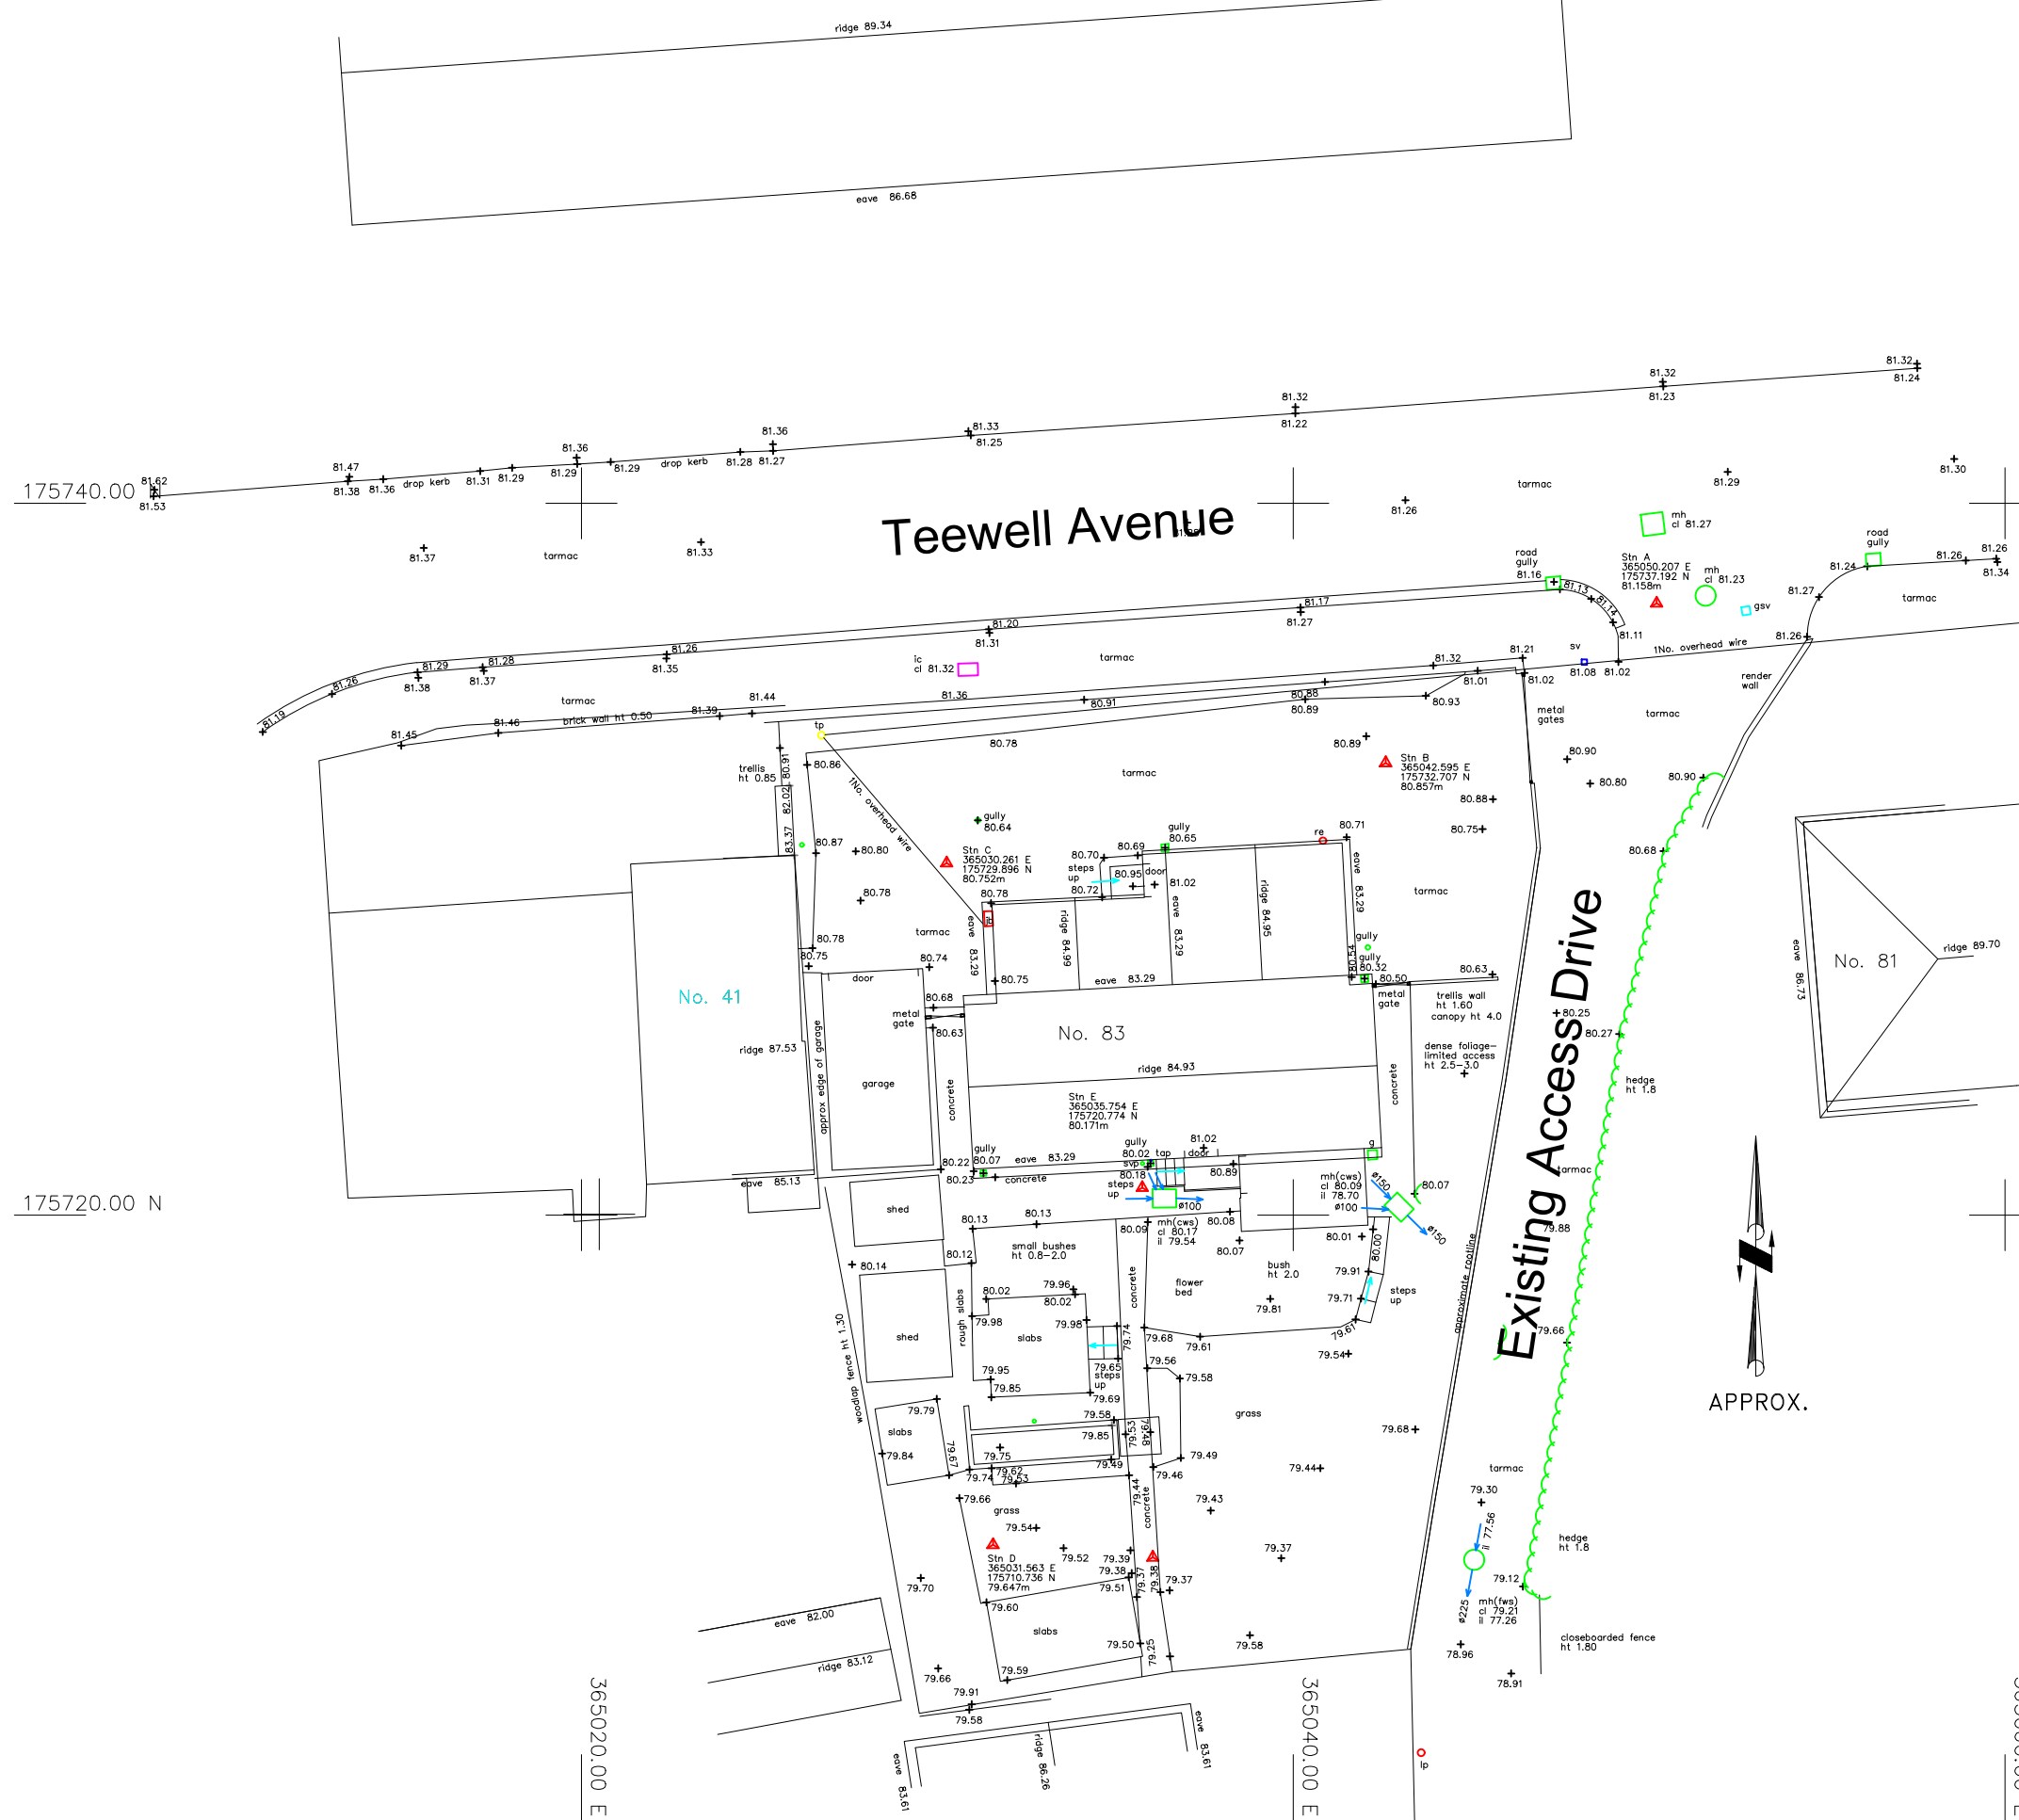 ridge 89.34
eave 86.68
81.32
81.24
81.32
81.23
81.32
81.22
81.33
81.25
81.36
81.28 81.27
drop kerb
81.36
81.29
81.29
81.31 81.29
drop kerb
81.47
81.38 81.36
81.62
81.53
175740.00
81.37
tarmac
81.33
Teewell Avenue
81.26
tarmac
81.29
81.30
mh
cl 81.27
road
gully
81.16
road
gully
81.24
81.26
81.26
81.34
Stn A
365050.207 E
175737.192 N
81.158m
mh
cl 81.23
gsv
81.27
tarmac
81.26
81.13
81.14
81.11
81.17
81.27
81.20
81.31
81.26
81.35
81.28
81.37
81.29
81.38
81.26
81.19
ic
cl 81.32
tarmac
81.32
81.21
sv
1No. overhead wire
81.08
81.02
81.02
81.01
render
wall
tarmac
tarmac
brick wall ht 0.50
81.45
81.46
81.39
81.44
81.36
80.91
80.88
80.89
80.93
metal
gates
tp
80.78
80.89
80.90
80.80
80.90
trellis
ht 0.85
80.91
82.02
83.37
80.86
1No. overhead wire
tarmac
Stn B
365042.595 E
175732.707 N
80.857m
80.88
80.75
gully
80.64
gully
80.65
re
80.71
80.87
80.80
Stn C
365030.261 E
175729.896 N
80.752m
80.70
80.69
steps
up
80.95
door
81.02
80.72
80.68
80.78
80.78
eave 83.29
ridge 84.99
eave 83.29
ridge 84.95
eave 83.29
tarmac
80.78
80.75
tarmac
80.74
door
80.75
eave 83.29
gully
gully
80.32
80.54
80.50
80.63
metal
gate
trellis wall
ht 1.60
canopy ht 4.0
No. 41
80.68
metal
gate
80.63
No. 83
80.25
80.27
No. 81
ridge 89.70
eave 86.73
ridge 87.53
approx edge of garage
garage
concrete
ridge 84.93
concrete
dense foliage-
limited access
ht 2.5-3.0
Existing Access Drive
hedge
ht 1.8
Stn E
365035.754 E
175720.774 N
80.171m
gully
80.07
80.22
80.23
eave 83.29
concrete
gully
80.02
svp
80.18
steps
up
tap
door
81.02
80.89
g
tarmac
eave 85.13
175720.00 N
shed
80.13
80.13
80.09
ø100
mh(cws)
cl 80.17
il 79.54
80.08
80.07
mh(cws)
cl 80.09
il 78.70
ø100
ø150
ø150
80.07
80.01
80.00
79.88
80.14
80.12
small bushes
ht 0.8-2.0
concrete
flower
bed
bush
ht 2.0
79.81
79.91
79.71
79.61
steps
up
approximate rootline
80.02
79.96
80.02
79.98
79.98
slabs
rough slabs
shed
woodlap fence ht 1.30
79.74
79.68
79.61
79.54
79.66
79.65
steps
up
79.56
79.58
79.95
79.85
79.69
79.79
79.58
79.85
79.53
79.48
grass
79.68
slabs
79.84
79.67
79.75
79.74
79.62
79.53
79.49
79.49
79.46
79.44
tarmac
79.30
79.66
grass
79.44
concrete
79.43
79.54
79.52
79.39
79.38
79.51
79.37
79.38
79.37
79.37
il 77.56
hedge
ht 1.8
79.12
mh(fws)
cl 79.21
il 77.26
ø225
Stn D
365031.563 E
175710.736 N
79.647m
79.70
79.60
slabs
79.50
79.25
79.58
78.96
78.91
closeboarded fence
ht 1.80
eave 82.00
ridge 83.12
79.66
79.59
79.91
79.58
eave 83.61
ridge 86.26
eave 83.61
lp
365020.00 E
365040.00 E
APPROX.